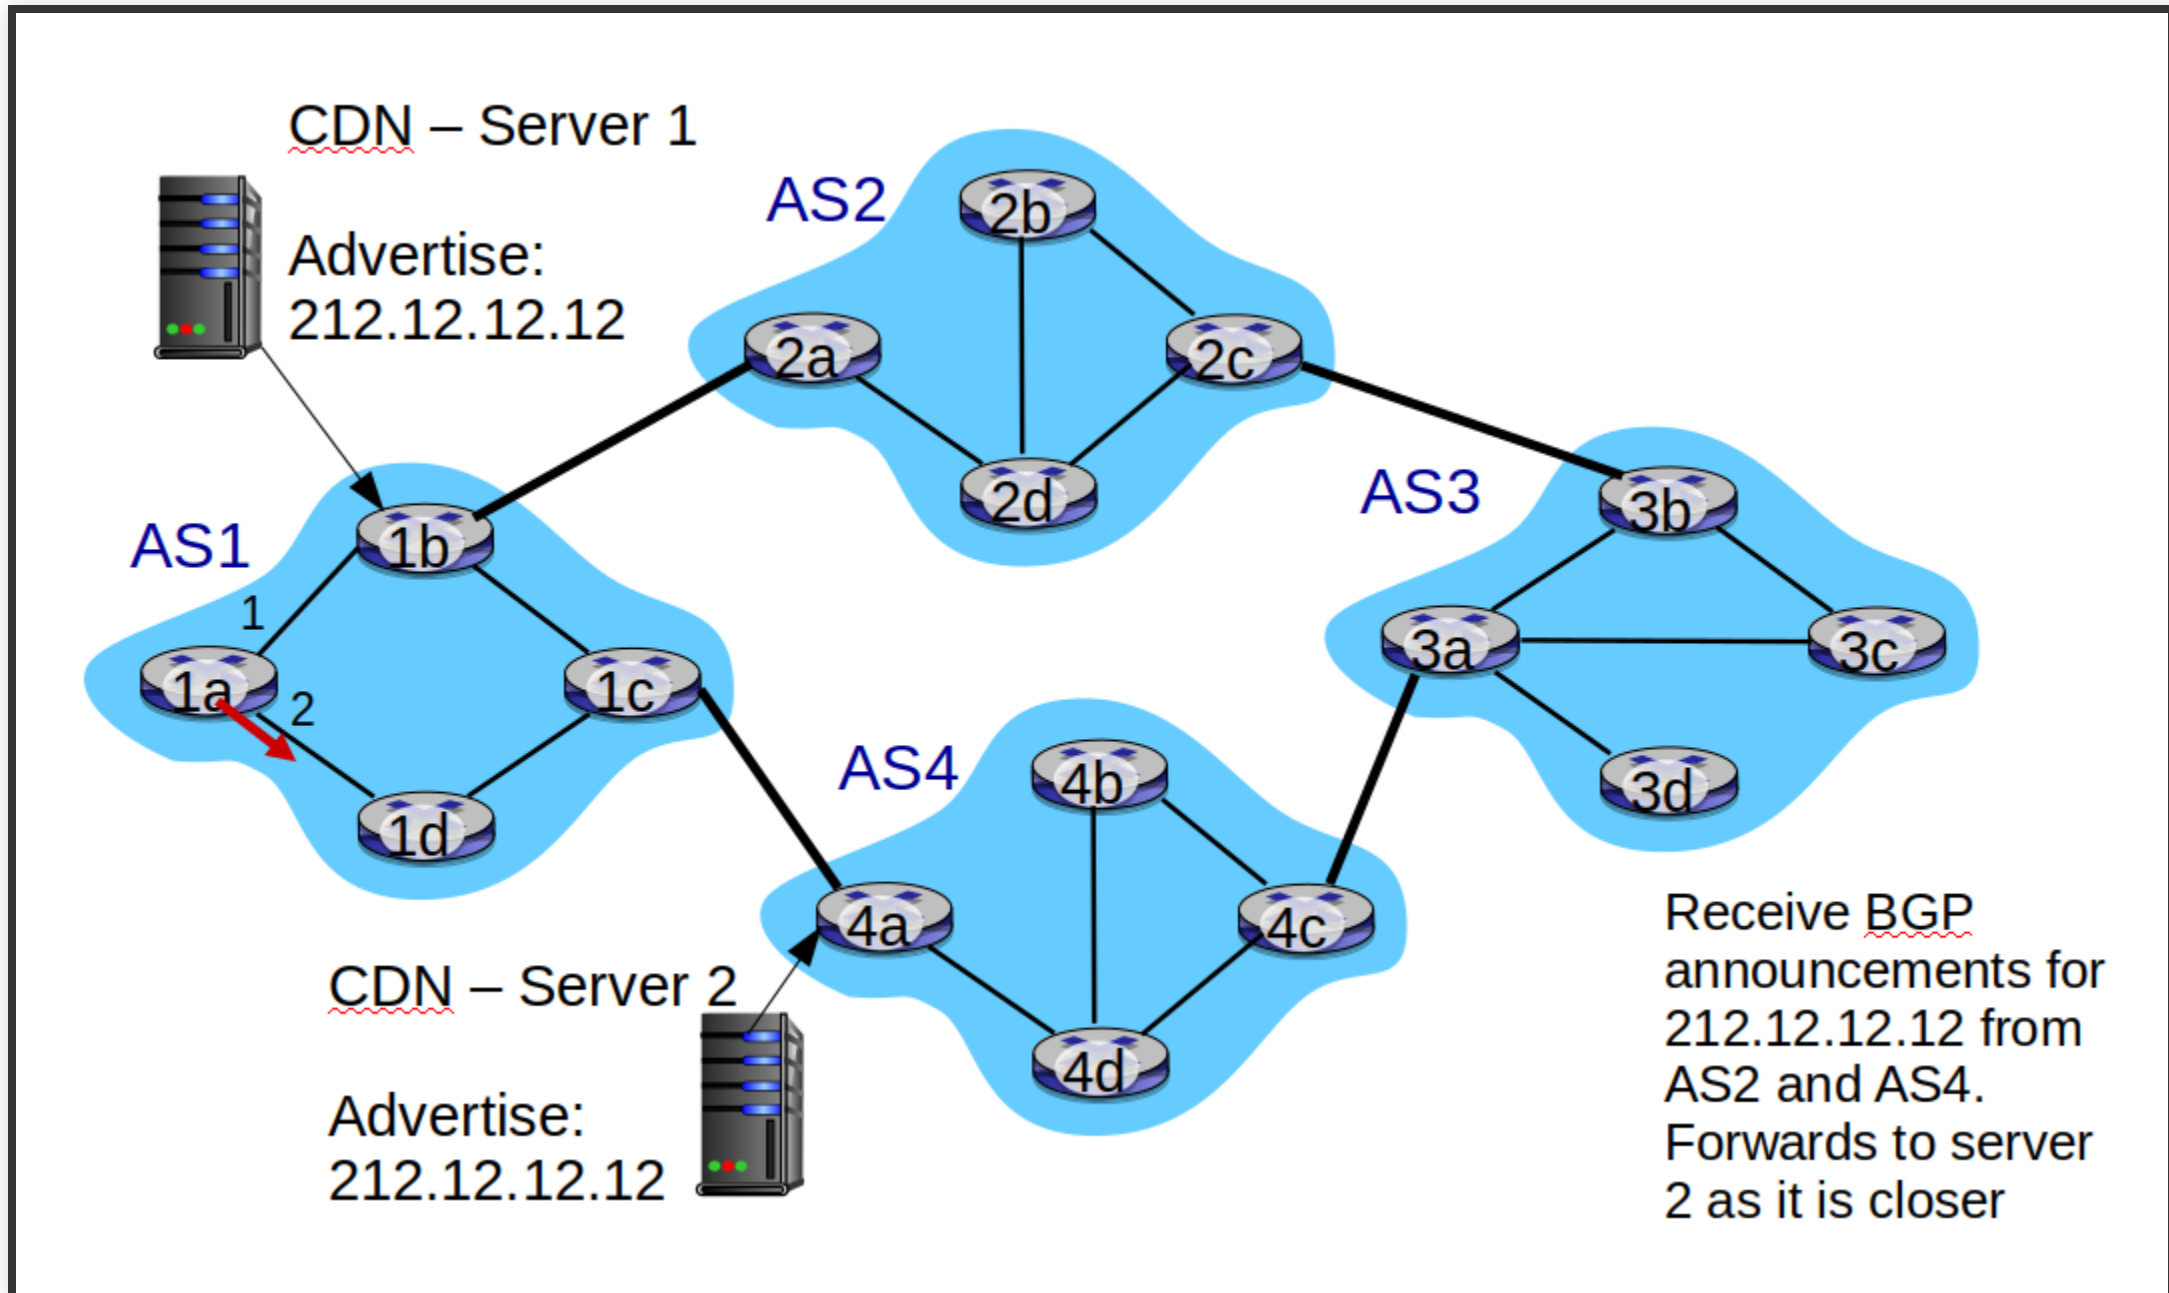 CDN – Server 1
Advertise:
212.12.12.12
AS2
2b
2a
2c
2d
AS1
1b
1
1a
2
1c
1d
AS3
3b
3a
3c
3d
AS4
4b
4a
4c
4d
CDN – Server 2
Advertise:
212.12.12.12
Receive BGP
announcements for
212.12.12.12 from
AS2 and AS4.
Forwards to server
2 as it is closer